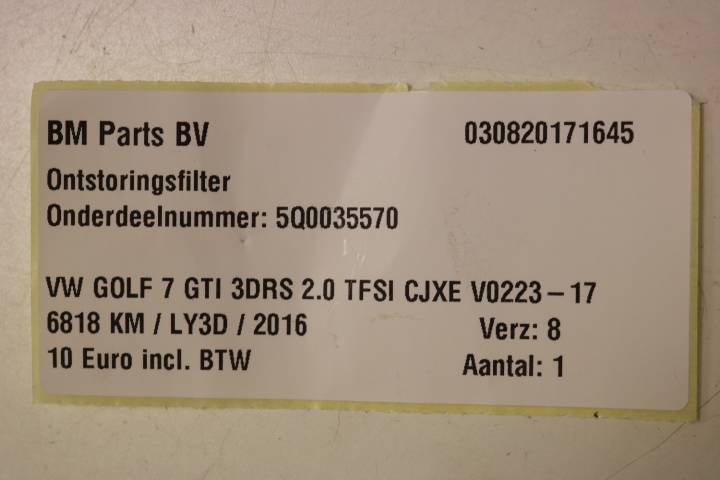 BM Parts BV 030820171645
Ontstoringsfilter
Onderdeelnummer: 5Q0035570
VW GOLF 7 GTI 3DRS 2.0 TFSI CJXE V0223-17
6818 KM / LY3D / 2016 Verz: 8
10 Euro incl. BTW Aantal: 1